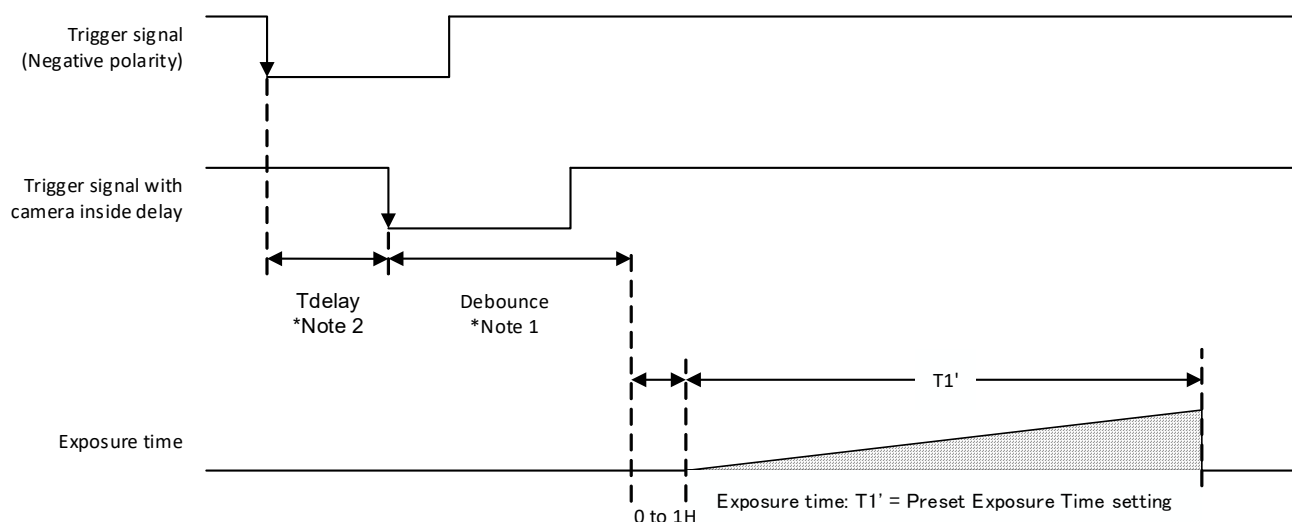 Trigger signal
(Negative polarity)
Trigger signal with
camera inside delay
Tdelay
*Note 2
Debounce
*Note 1
T1'
Exposure time
0 to 1H
Exposure time: T1' = Preset Exposure Time setting